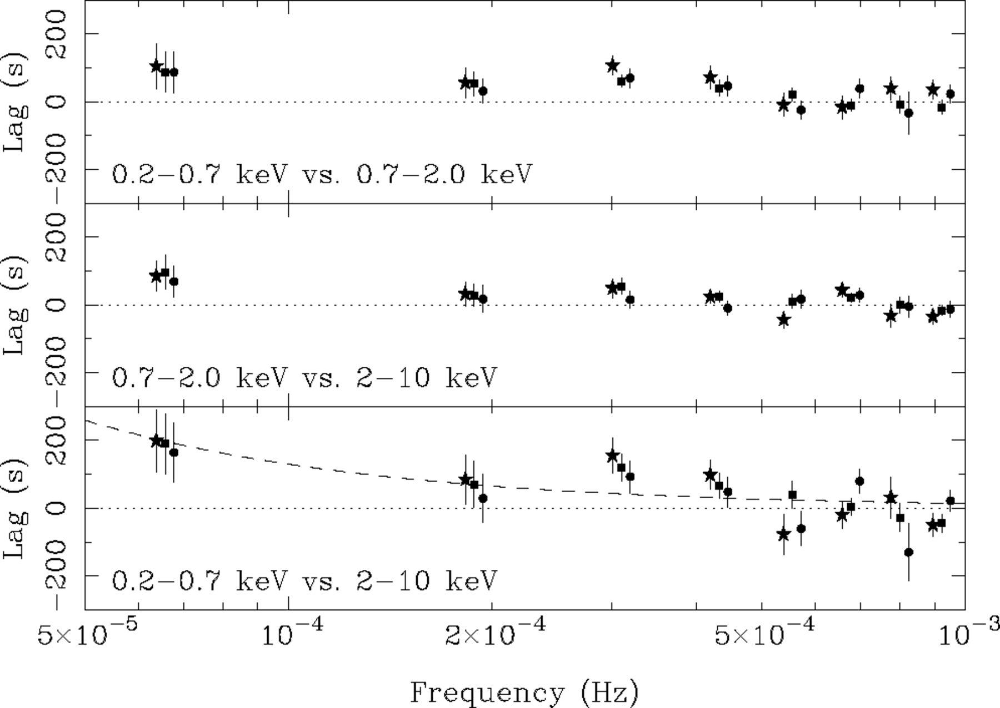 Lag (s)
200
0
−200
0.2−0.7 keV vs. 0.7−2.0 keV
Lag (s)
200
0
−200
0.7−2.0 keV vs. 2−10 keV
Lag (s)
200
0
−200
0.2−0.7 keV vs. 2−10 keV
5×10⁻⁵ 10⁻⁴ 2×10⁻⁴ 5×10⁻⁴ 10⁻³
Frequency (Hz)